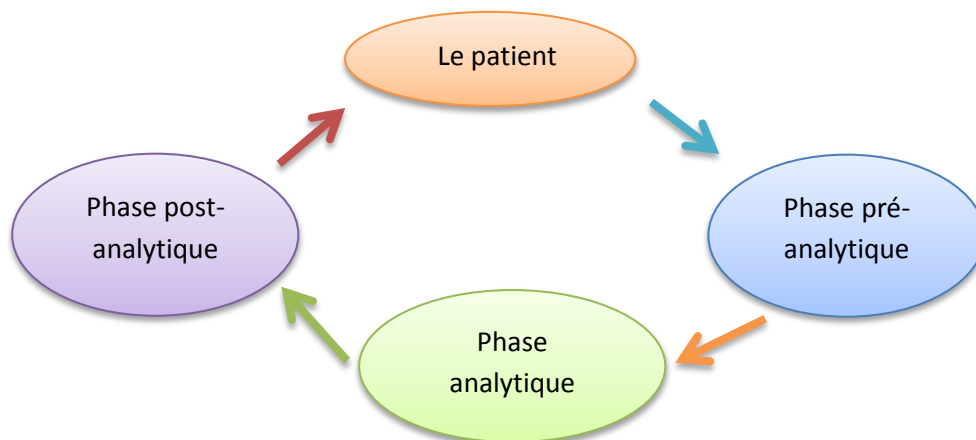 Le patient
Phase pré-
analytique
Phase
analytique
Phase post-
analytique